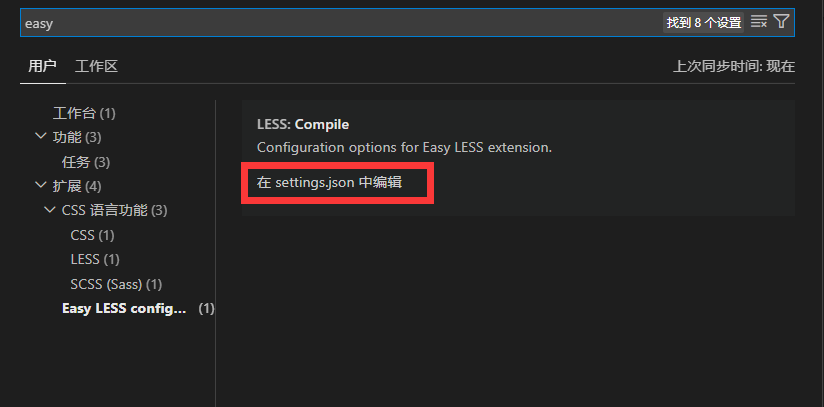 easy
找到 8 个设置
用户 工作区
上次同步时间: 现在
工作台 (1)
功能 (3)
任务 (3)
扩展 (4)
CSS 语言功能 (3)
CSS (1)
LESS (1)
SCSS (Sass) (1)
Easy LESS config... (1)
LESS: Compile
Configuration options for Easy LESS extension.
在 settings.json 中编辑